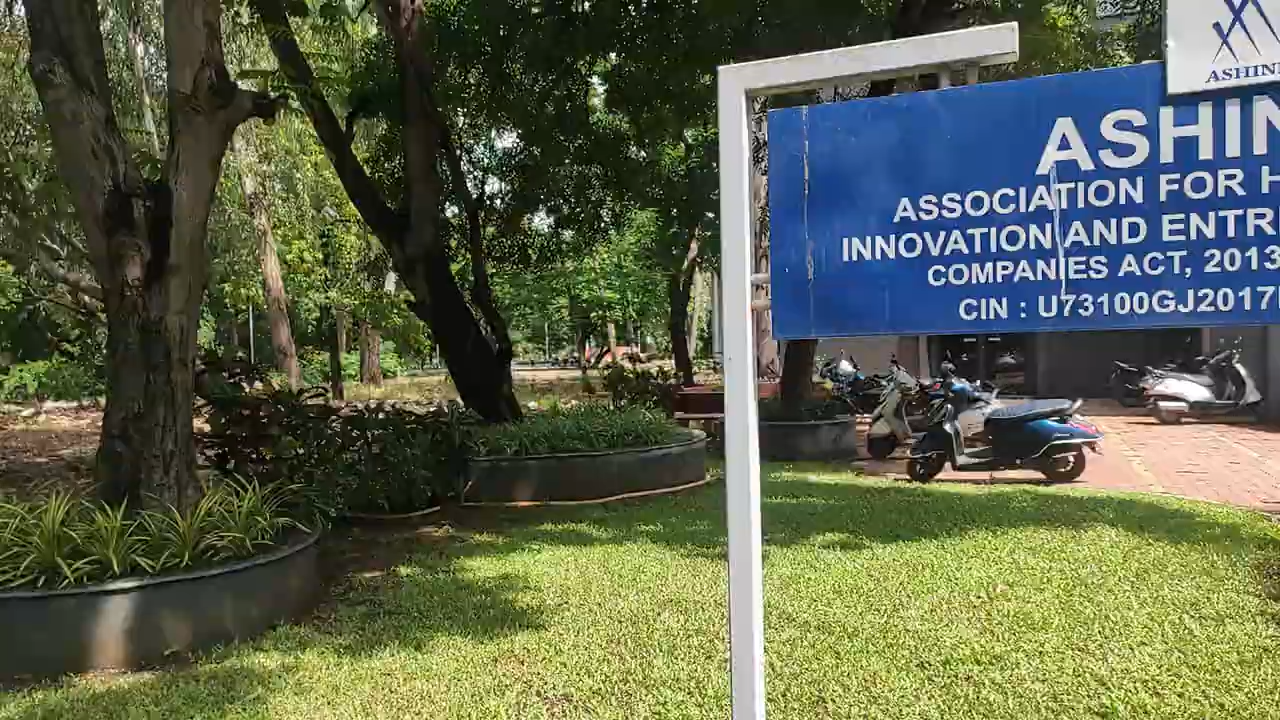 ASHIN
ASHIN
ASSOCIATION FOR
INNOVATION AND ENTR
COMPANIES ACT, 2013
CIN : U73100GJ2017